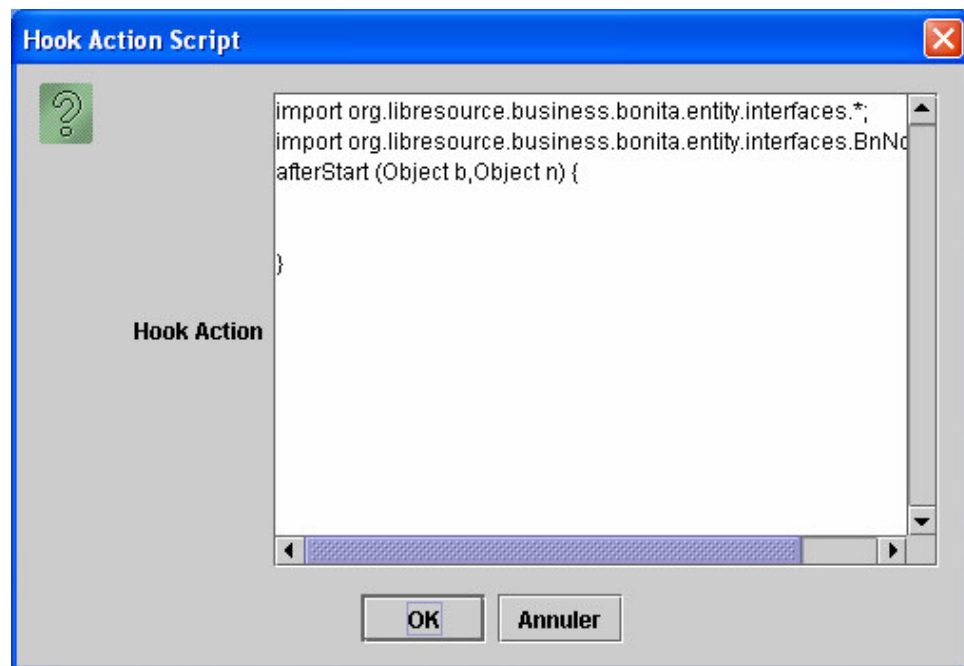 Hook Action Script
import org.libresource.business.bonita.entity.interfaces.*;
import org.libresource.business.bonita.entity.interfaces.BnNo
afterStart (Object b,Object n) {
}
Hook Action
OK
Annuler